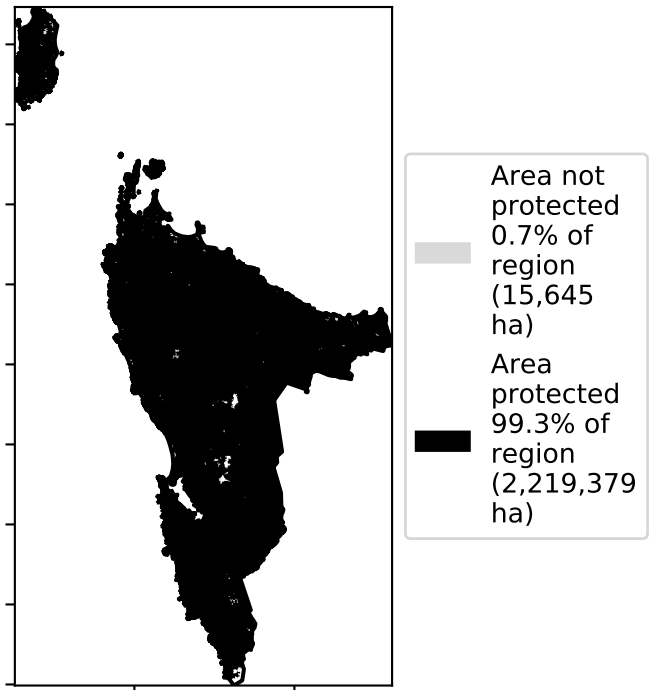 Area not
protected
0.7% of
region
(15,645
ha)
Area
protected
99.3% of
region
(2,219,379
ha)